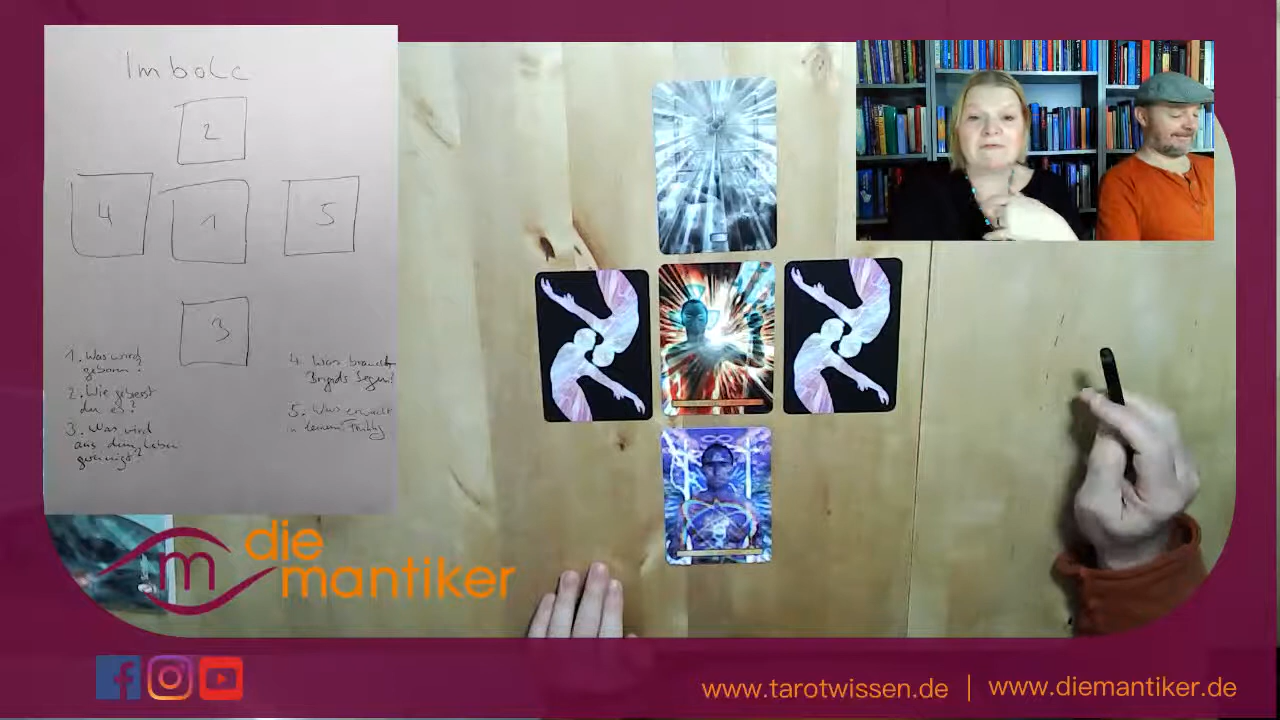 Imbolc
2
4
1
5
3
1. Was wird
geboren?
2. Wie gebierst
du es?
3. Was wird
aus dem Leben
gereinigt?
4. Was braucht
Brigids Segen?
5. Was erwacht
in deinem Frühling
m
die
mantiker
f
www.tarotwissen.de | www.diemantiker.de